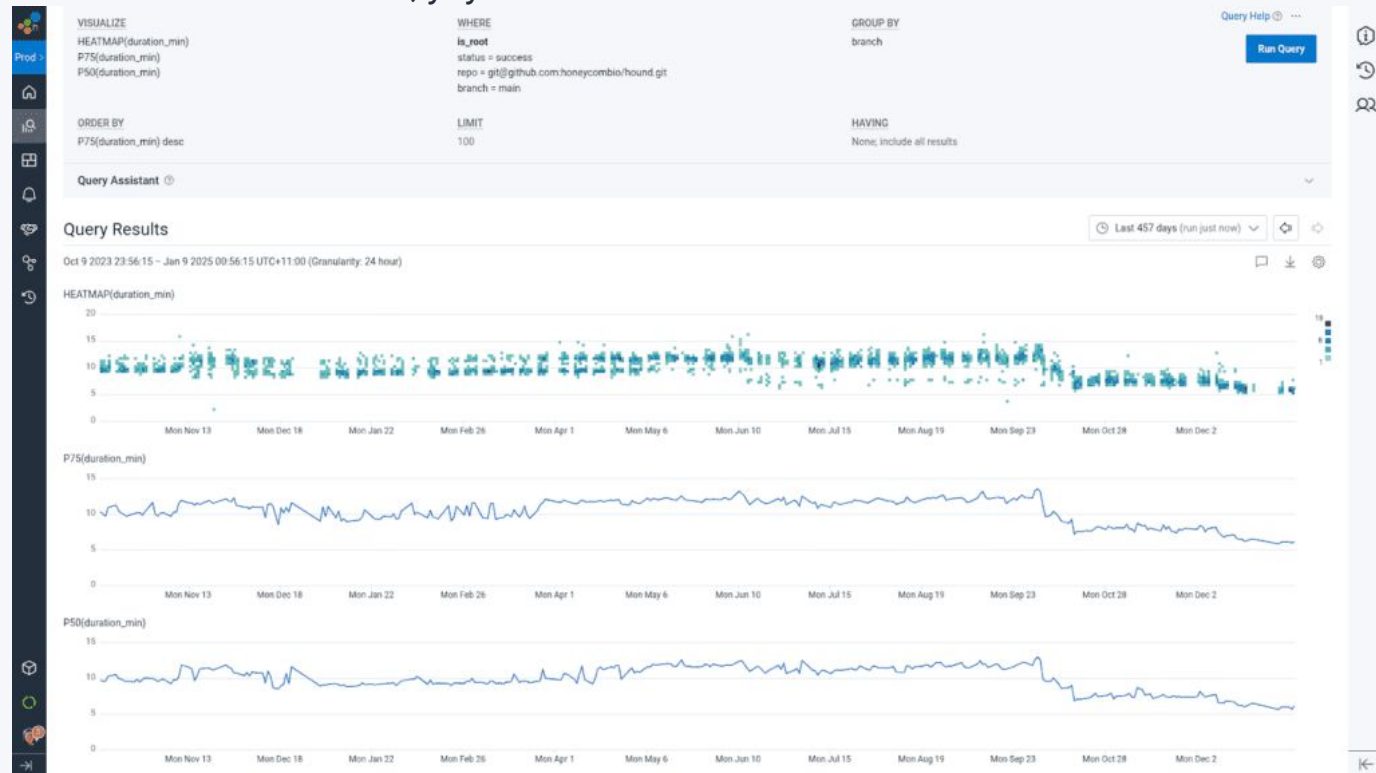 VISUALIZE
HEATMAP(duration_min)
P75(duration_min)
P50(duration_min)
WHERE
is_root
status = success
repo = git@github.com:honeycombio/hound.git
branch = main
GROUP BY
branch
Query Help
Run Query
Prod >
ORDER BY
P75(duration_min) desc
LIMIT
100
HAVING
None; include all results
Query Assistant
Query Results
Last 457 days (run just now)
Oct 9 2023 23:56:15 – Jan 9 2025 00:56:15 UTC+11:00 (Granularity: 24 hour)
HEATMAP(duration_min)
20
15
10
5
0
Mon Nov 13 Mon Dec 18 Mon Jan 22 Mon Feb 26 Mon Apr 1 Mon May 6 Mon Jun 10 Mon Jul 15 Mon Aug 19 Mon Sep 23 Mon Oct 28 Mon Dec 2
P75(duration_min)
15
10
5
0
Mon Nov 13 Mon Dec 18 Mon Jan 22 Mon Feb 26 Mon Apr 1 Mon May 6 Mon Jun 10 Mon Jul 15 Mon Aug 19 Mon Sep 23 Mon Oct 28 Mon Dec 2
P50(duration_min)
15
10
5
0
Mon Nov 13 Mon Dec 18 Mon Jan 22 Mon Feb 26 Mon Apr 1 Mon May 6 Mon Jun 10 Mon Jul 15 Mon Aug 19 Mon Sep 23 Mon Oct 28 Mon Dec 2